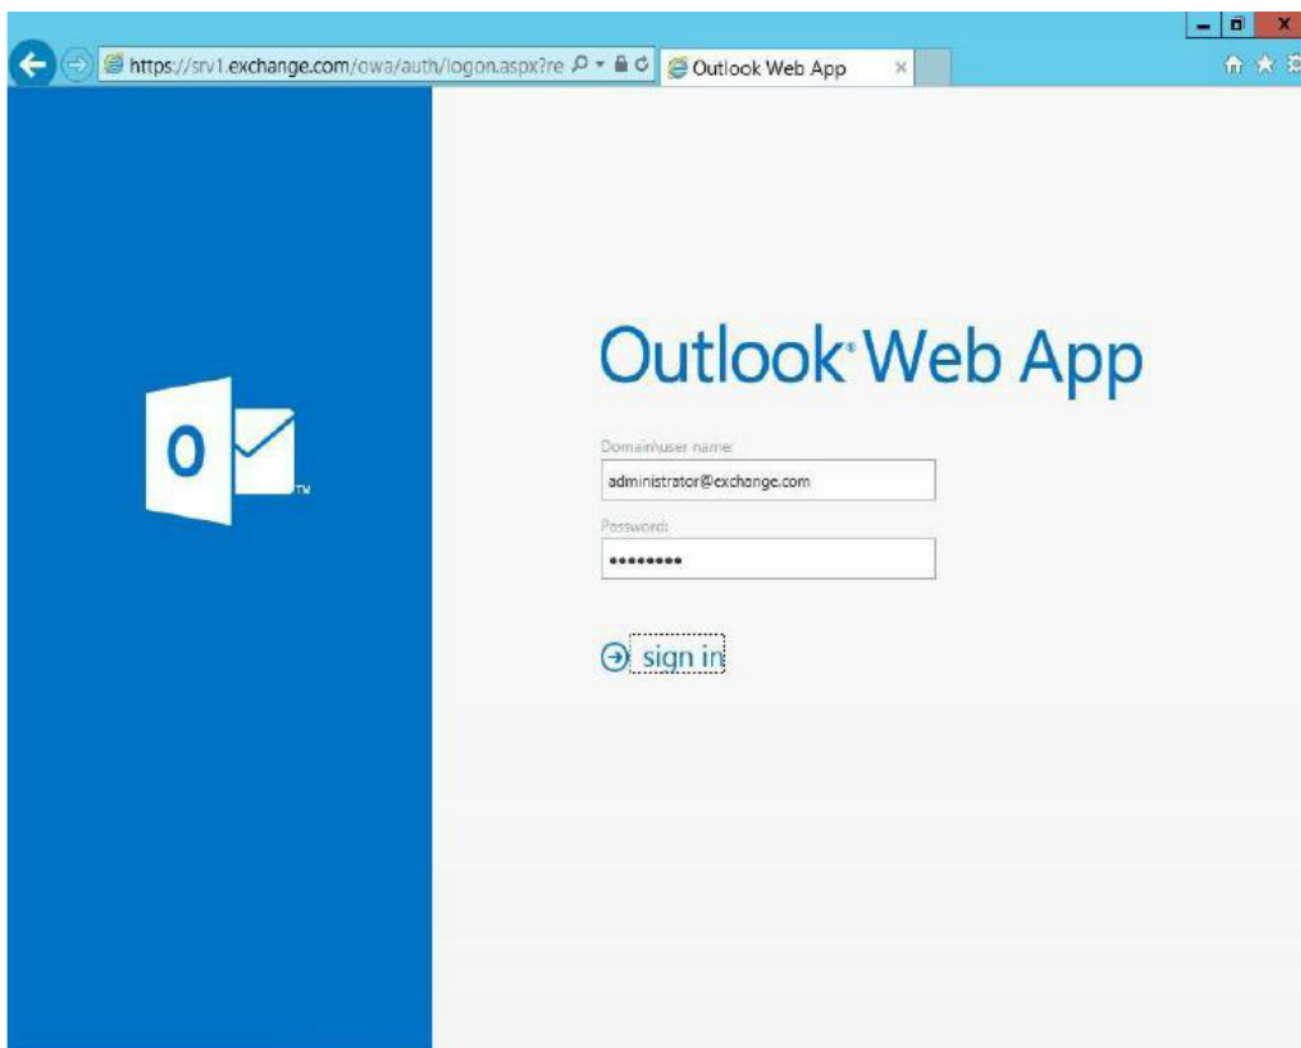 https://srv1.exchange.com/owa/auth/logon.aspx?re
Outlook Web App
Outlook® Web App
O
TM
Domain\user name:
administrator@exchange.com
Password:
••••••••
sign in